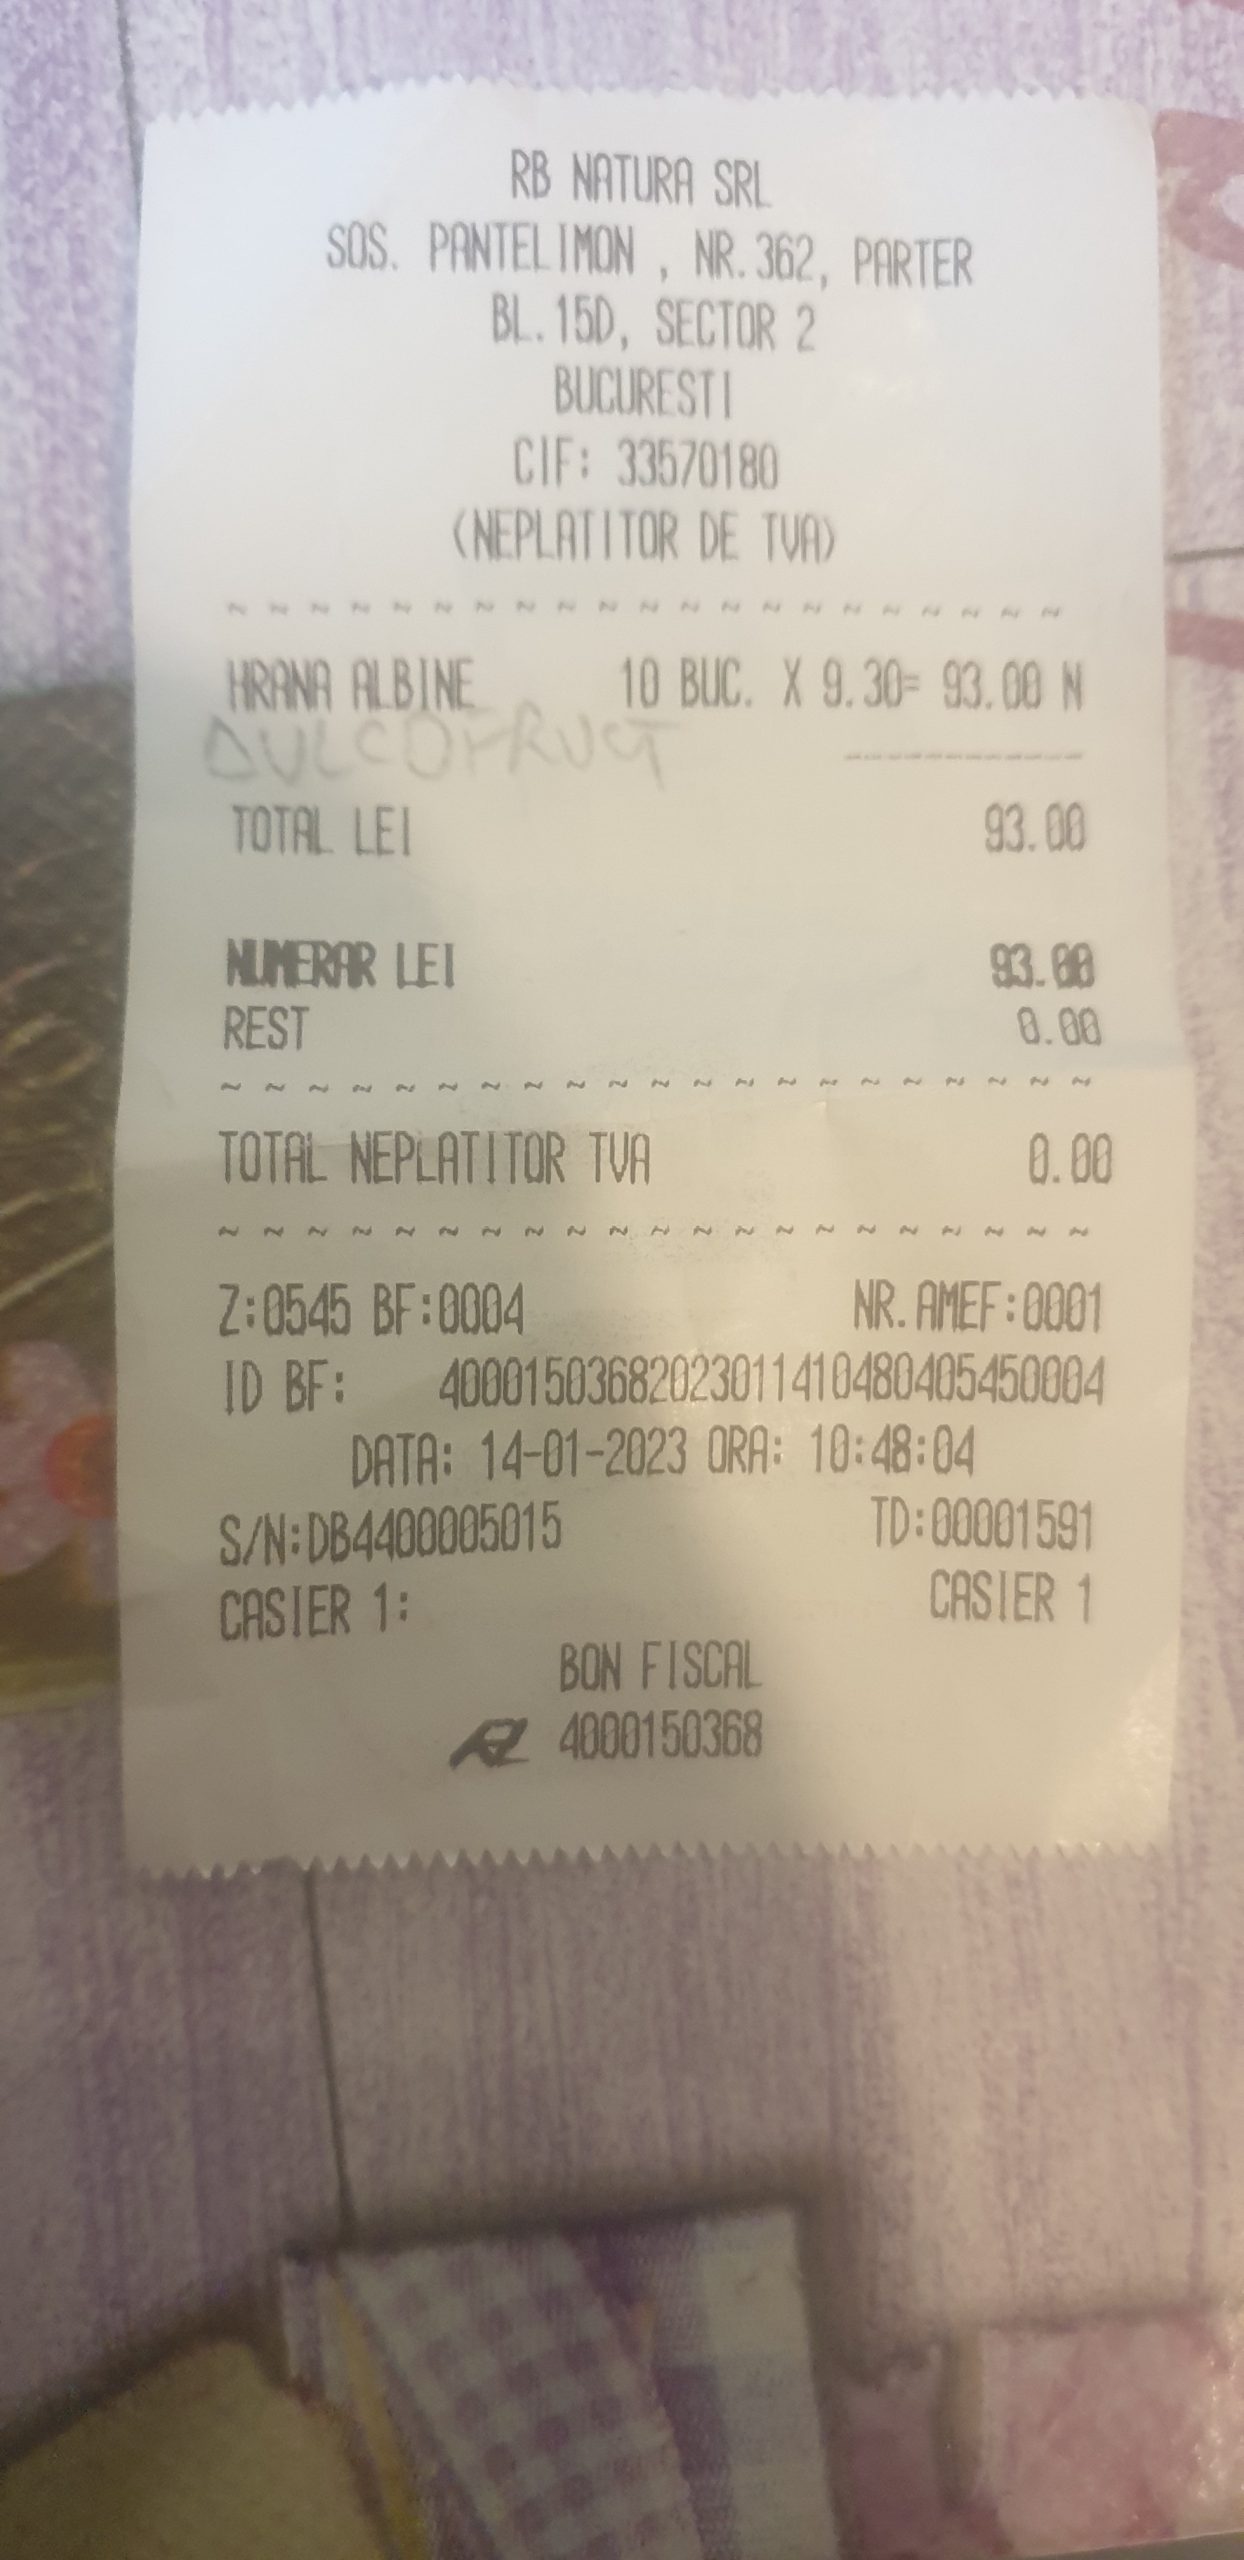 RB NATURA SRL
SOS. PANTELIMON , NR.362, PARTER
BL.15D, SECTOR 2
BUCURESTI
CIF: 33570180
(NEPLATITOR DE TVA)
~ ~ ~ ~ ~ ~ ~ ~ ~ ~ ~ ~ ~ ~ ~ ~ ~ ~ ~ ~ ~
HRANA ALBINE 10 BUC. X 9.30= 93.00 N
DULCOFRUCT
------------
TOTAL LEI 93.00
NUMERAR LEI 93.00
REST 0.00
~ ~ ~ ~ ~ ~ ~ ~ ~ ~ ~ ~ ~ ~ ~ ~ ~ ~ ~ ~ ~
TOTAL NEPLATITOR TVA 0.00
~ ~ ~ ~ ~ ~ ~ ~ ~ ~ ~ ~ ~ ~ ~ ~ ~ ~ ~ ~ ~
Z:0545 BF:0004 NR.AMEF:0001
ID BF: 4000150368202301141048040545​0004
DATA: 14-01-2023 ORA: 10:48:04
S/N:DB4400005015 TD:00001591
CASIER 1: CASIER 1
BON FISCAL
4000150368